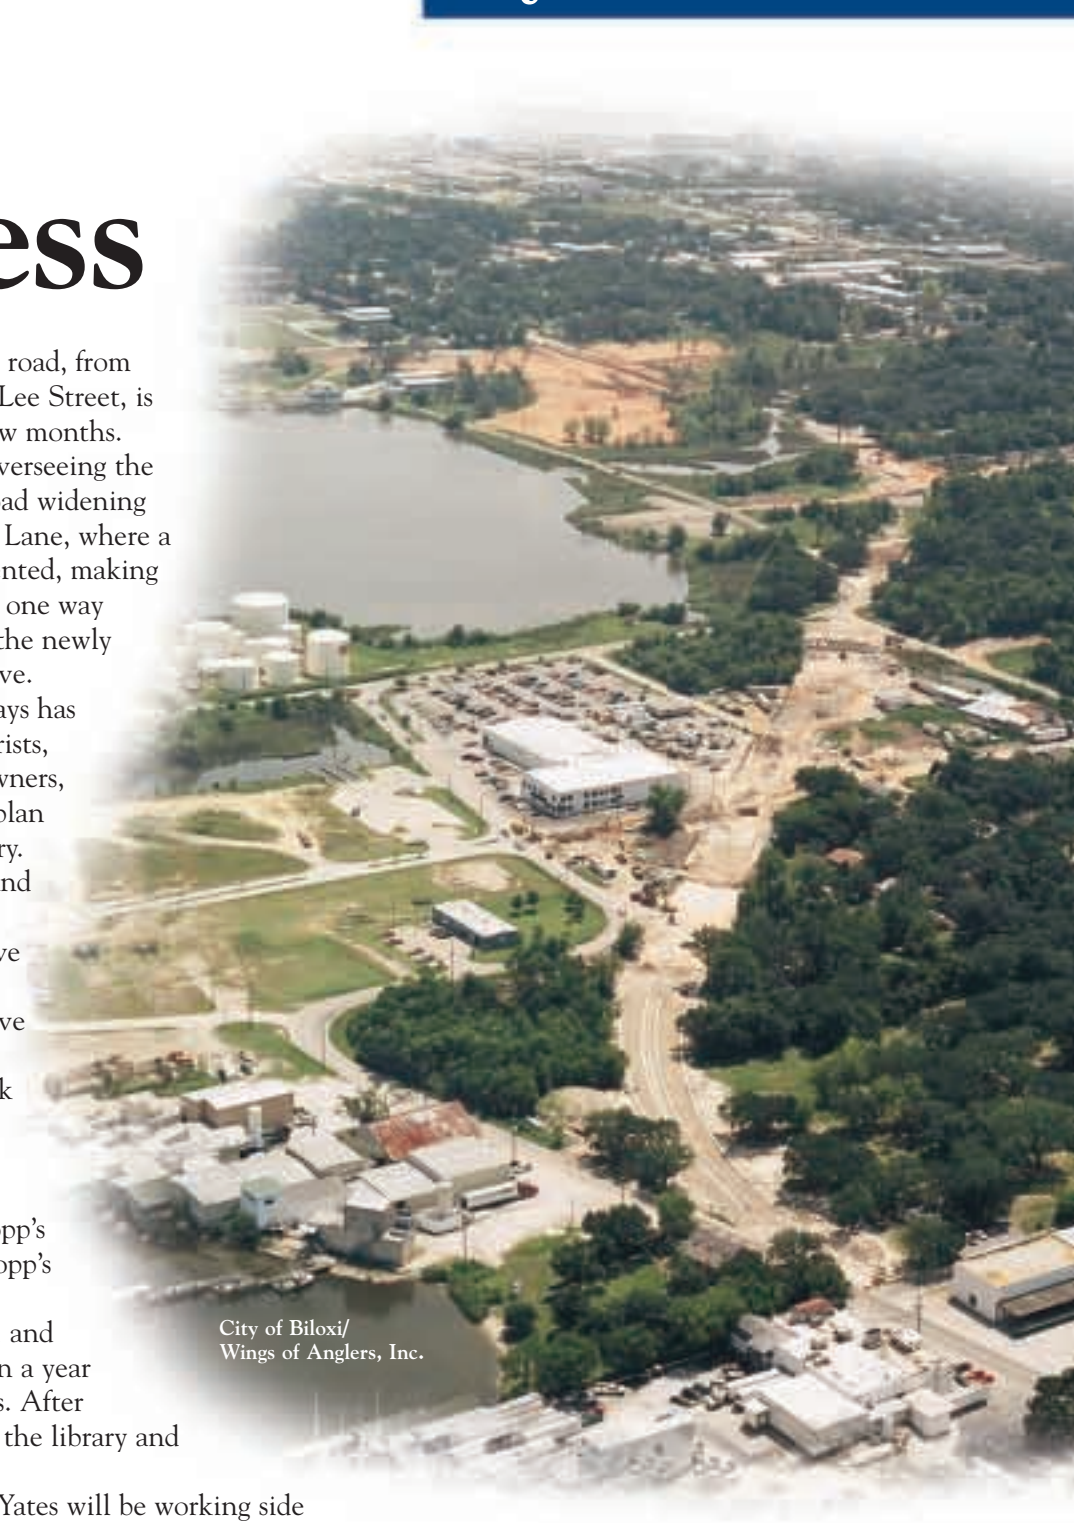 ess
road, from
Lee Street, is
w months.
verseeing the
ad widening
Lane, where a
nted, making
one way
the newly
ve.
ays has
rists,
wners,
plan
ry.
nd
ve
ve
k
opp's
opp's
and
n a year
s. After
the library and
Yates will be working side
City of Biloxi/
Wings of Anglers, Inc.